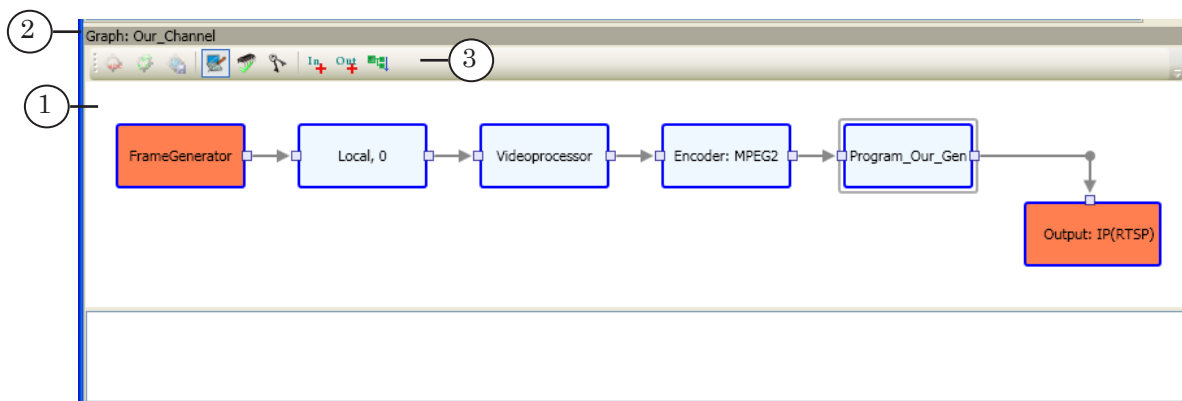 2
Graph: Our_Channel
In Out
3
1
FrameGenerator
Local, 0
Videoprocessor
Encoder: MPEG2
Program_Our_Gen
Output: IP(RTSP)